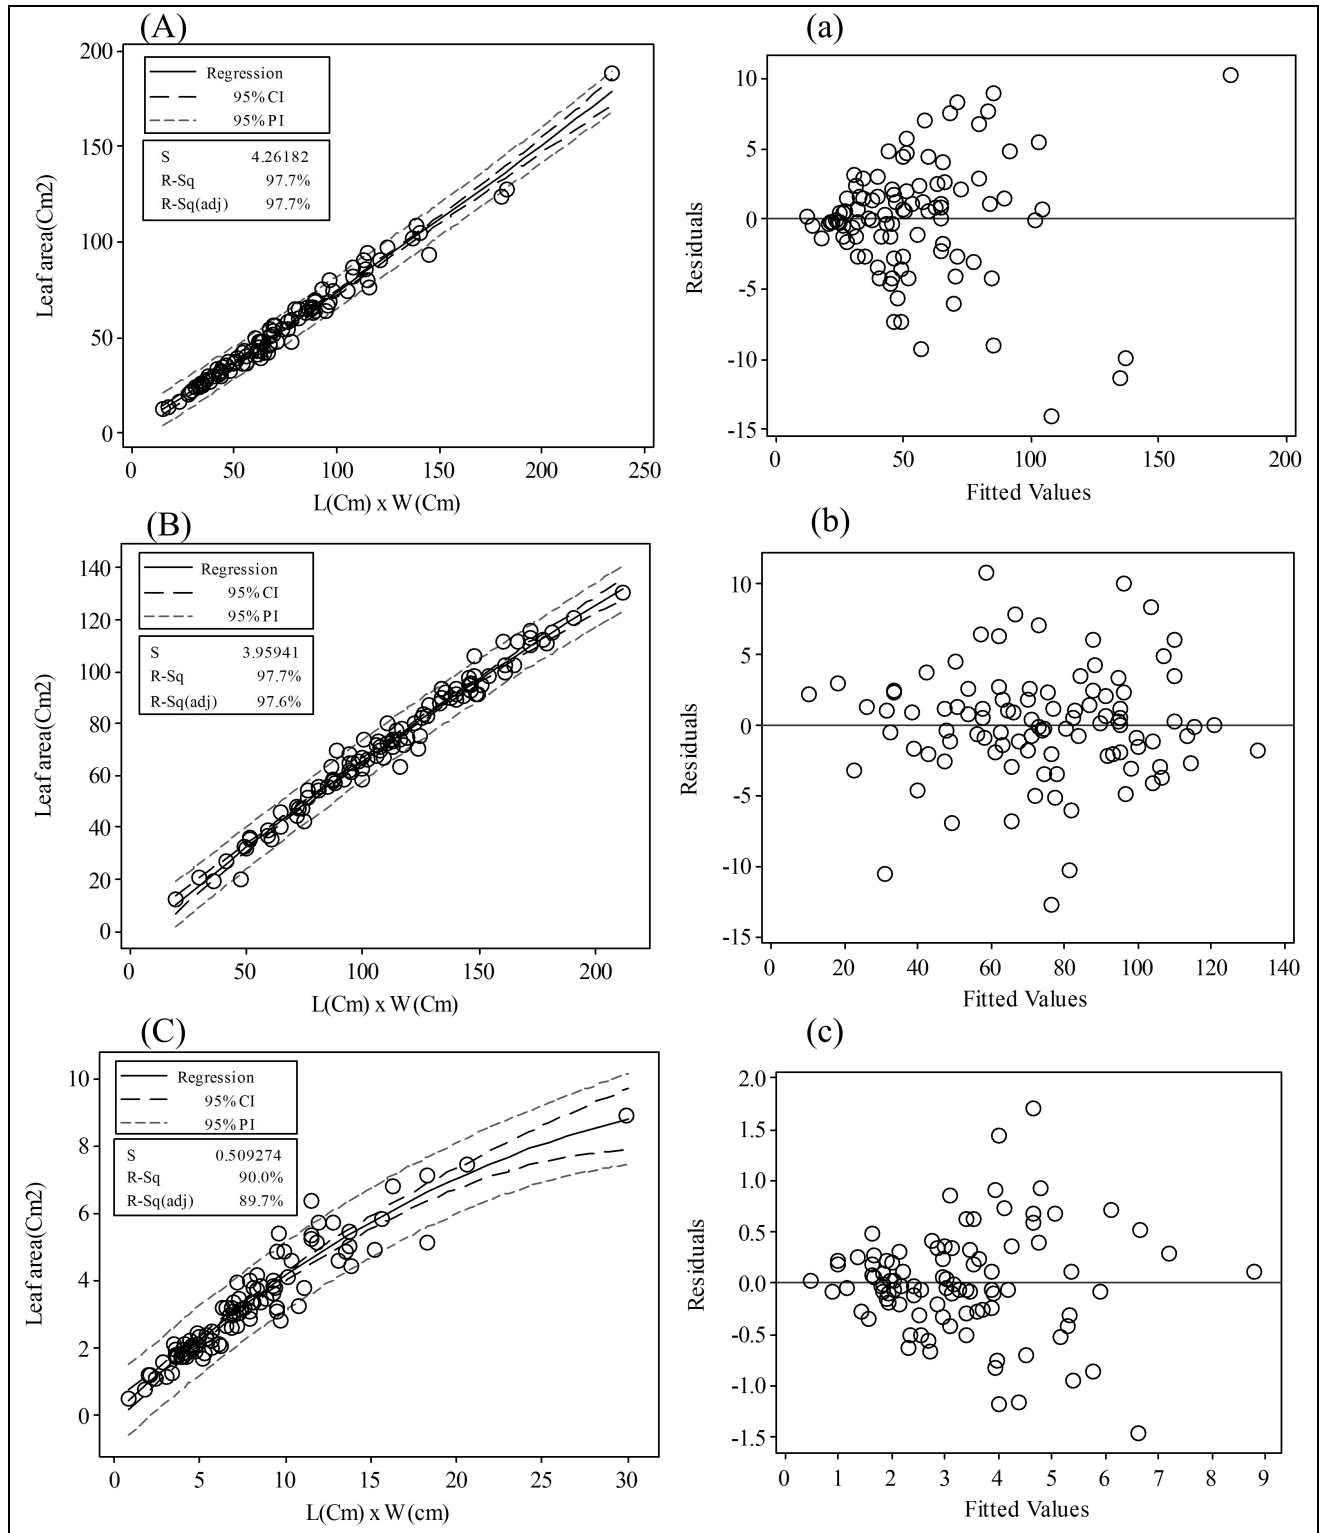 (A)
200
150
100
50
0
Leaf area(Cm2)
Regression
95%CI
95%PI
S 4.26182
R-Sq 97.7%
R-Sq(adj) 97.7%
0 50 100 150 200 250
L(Cm) x W(Cm)
(a)
10
5
0
-5
-10
-15
Residuals
0 50 100 150 200
Fitted Values
(B)
140
120
100
80
60
40
20
0
Leaf area(Cm2)
Regression
95%CI
95%PI
S 3.95941
R-Sq 97.7%
R-Sq(adj) 97.6%
0 50 100 150 200
L(Cm) x W(Cm)
(b)
10
5
0
-5
-10
-15
Residuals
0 20 40 60 80 100 120 140
Fitted Values
(C)
10
8
6
4
2
0
Leaf area(Cm2)
Regression
95%CI
95%PI
S 0.509274
R-Sq 90.0%
R-Sq(adj) 89.7%
0 5 10 15 20 25 30
L(Cm) x W(cm)
(c)
2.0
1.5
1.0
0.5
0.0
-0.5
-1.0
-1.5
Residuals
0 1 2 3 4 5 6 7 8 9
Fitted Values